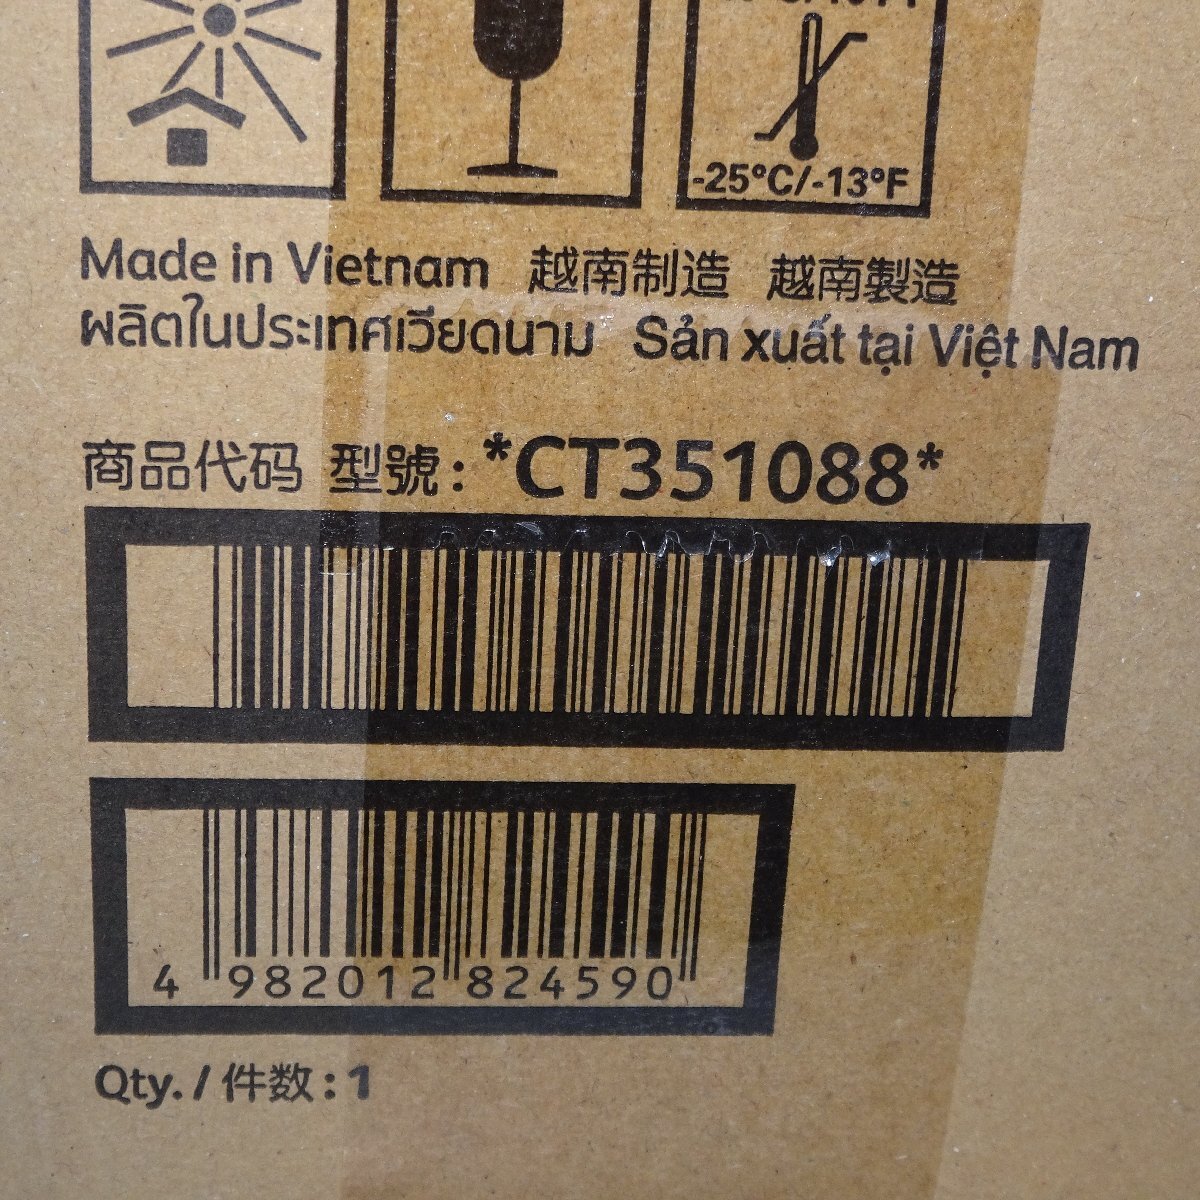 -25°C/-13°F
Made in Vietnam 越南制造 越南製造
ผลิตในประเทศเวียดนาม Sản xuất tại Việt Nam
商品代码 型號: *CT351088*
4 982012 824590
Qty. / 件数 : 1